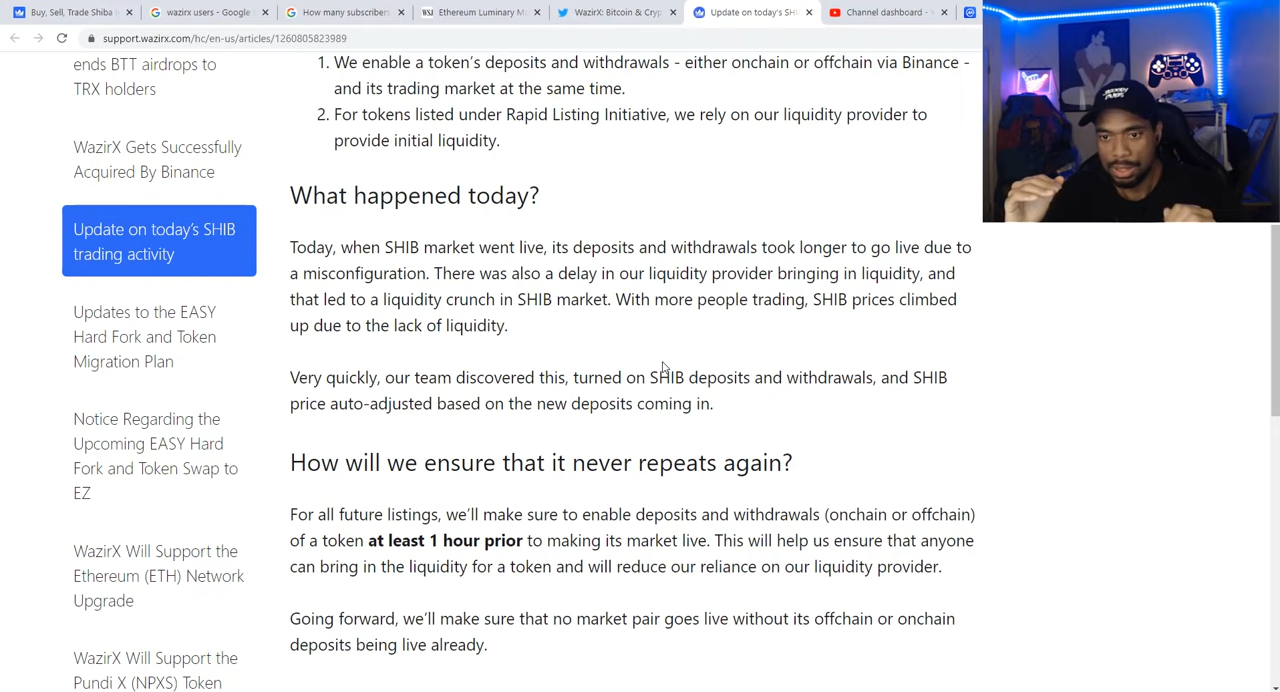 Buy, Sell, Trade Shiba I
wazirx users - Google
How many subscribers
WSJ
Ethereum Luminary M
WazirX: Bitcoin & Cryp
Update on today's SHI
Channel dashboard - Y
support.wazirx.com/hc/en-us/articles/1260805823989
ends BTT airdrops to
TRX holders
WazirX Gets Successfully
Acquired By Binance
Update on today's SHIB
trading activity
Updates to the EASY
Hard Fork and Token
Migration Plan
Notice Regarding the
Upcoming EASY Hard
Fork and Token Swap to
EZ
WazirX Will Support the
Ethereum (ETH) Network
Upgrade
WazirX Will Support the
Pundi X (NPXS) Token
1. We enable a token's deposits and withdrawals - either onchain or offchain via Binance -
and its trading market at the same time.
2. For tokens listed under Rapid Listing Initiative, we rely on our liquidity provider to
provide initial liquidity.
What happened today?
Today, when SHIB market went live, its deposits and withdrawals took longer to go live due to
a misconfiguration. There was also a delay in our liquidity provider bringing in liquidity, and
that led to a liquidity crunch in SHIB market. With more people trading, SHIB prices climbed
up due to the lack of liquidity.
Very quickly, our team discovered this, turned on SHIB deposits and withdrawals, and SHIB
price auto-adjusted based on the new deposits coming in.
How will we ensure that it never repeats again?
For all future listings, we'll make sure to enable deposits and withdrawals (onchain or offchain)
of a token at least 1 hour prior to making its market live. This will help us ensure that anyone
can bring in the liquidity for a token and will reduce our reliance on our liquidity provider.
Going forward, we'll make sure that no market pair goes live without its offchain or onchain
deposits being live already.